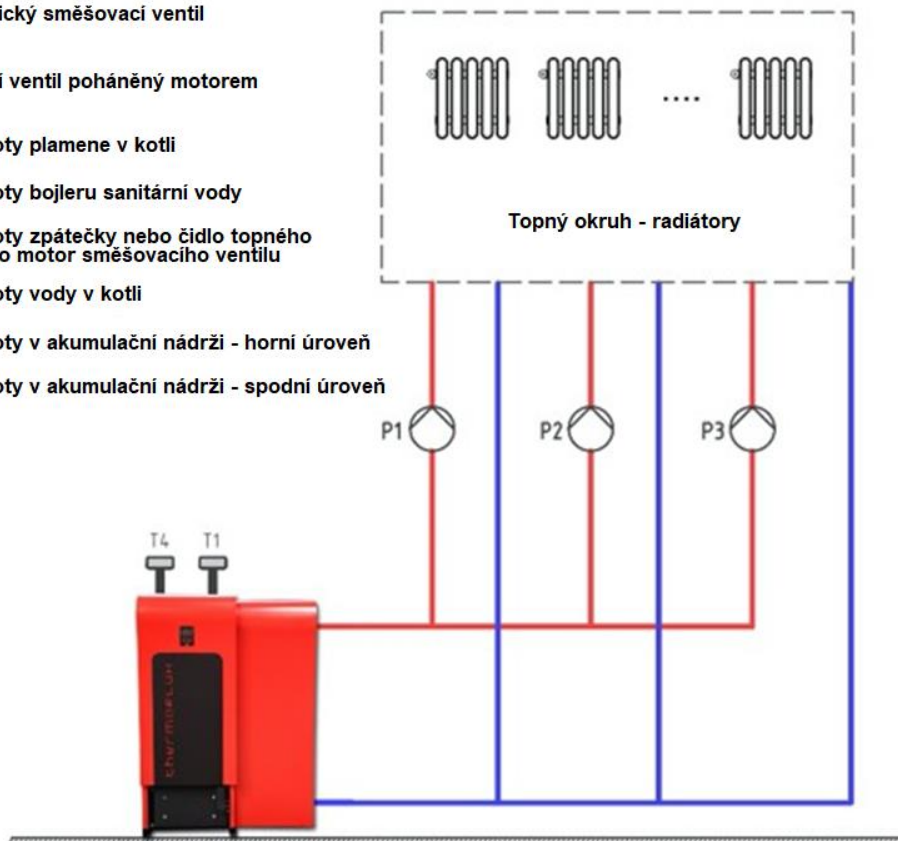 ický směšovací ventil
í ventil poháněný motorem
oty plamene v kotli
oty bojleru sanitární vody
oty zpátečky nebo čidlo topného
o motor směšovacího ventilu
oty vody v kotli
oty v akumulační nádrži - horní úroveň
oty v akumulační nádrži - spodní úroveň
....
Topný okruh - radiátory
P1
P2
P3
T4
T1
thermoflux